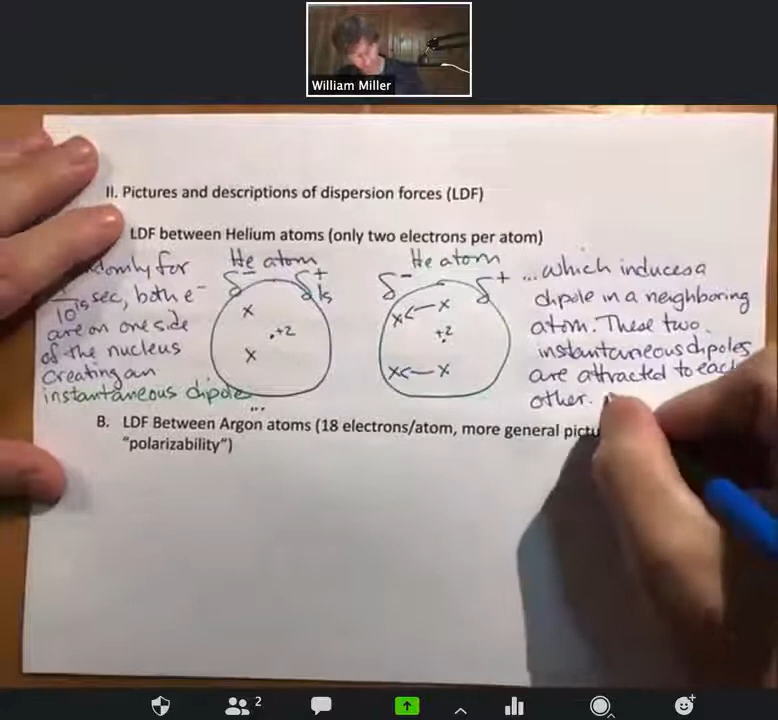 William Miller
II. Pictures and descriptions of dispersion forces (LDF)
LDF between Helium atoms (only two electrons per atom)
for
10¹⁵ sec, both e⁻
are on one side
of the nucleus
creating an
instantaneous dipole
...
He atom
δ⁻ δ⁺
1s
x
+2
x
He atom
δ⁻ δ⁺
x x
+2
x x
...which induces a
dipole in a neighboring
atom. These two
instantaneous dipoles
are attracted to
other.
B. LDF Between Argon atoms (18 electrons/atom, more general
"polarizability")
2